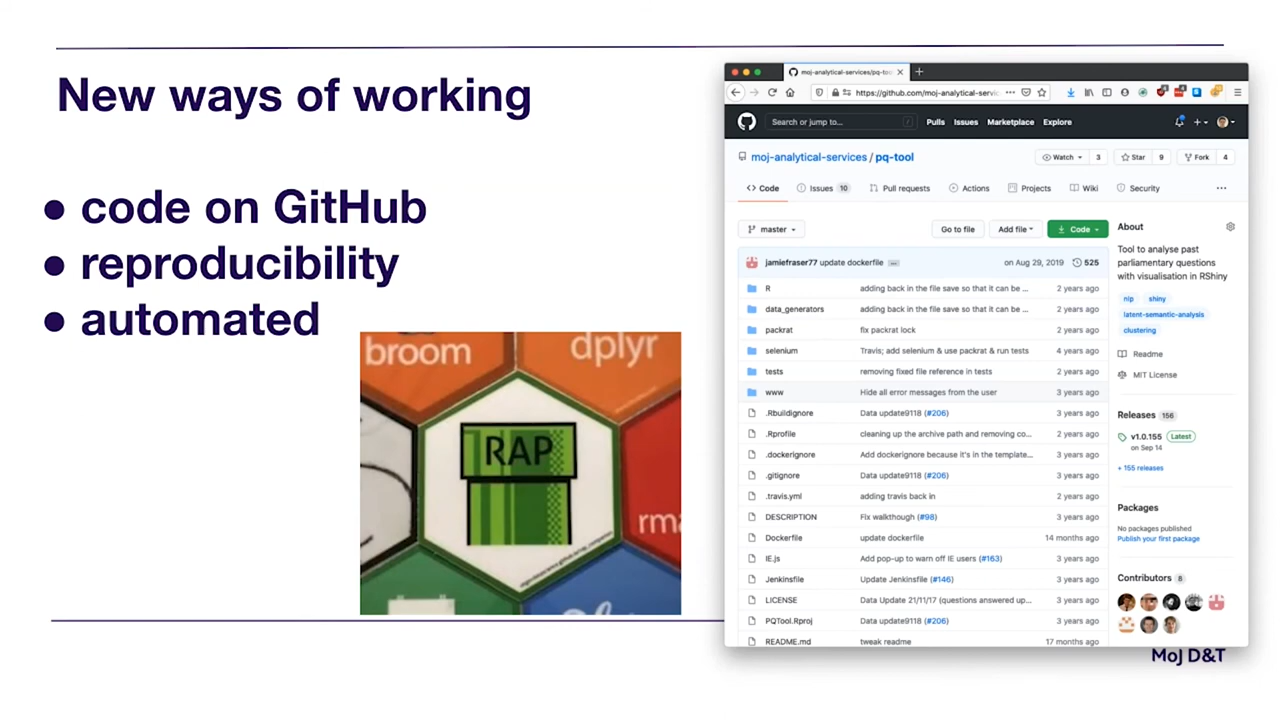 New ways of working
● code on GitHub
● reproducibility
● automated
broom
dplyr
RAP
moj-analytical-services/pq-too
https://github.com/moj-analytical-servic
Search or jump to... /
Pulls Issues Marketplace Explore
moj-analytical-services / pq-tool
Watch 3 Star 9 Fork 4
Code Issues 10 Pull requests Actions Projects Wiki Security ...
master Go to file Add file Code
jamiefraser77 update dockerfile ... on Aug 29, 2019 525
R adding back in the file save so that it can be ... 2 years ago
data_generators adding back in the file save so that it can be ... 2 years ago
packrat fix packrat lock 2 years ago
selenium Travis; add selenium & use packrat & run tests 4 years ago
tests removing fixed file reference in tests 2 years ago
www Hide all error messages from the user 3 years ago
.Rbuildignore Data update9118 (#206) 3 years ago
.Rprofile cleaning up the archive path and removing co... 2 years ago
.dockerignore Add dockerignore because it's in the template... 3 years ago
.gitignore Data update9118 (#206) 3 years ago
.travis.yml adding travis back in 2 years ago
DESCRIPTION Fix walkthough (#98) 3 years ago
Dockerfile update dockerfile 14 months ago
IE.js Add pop-up to warn off IE users (#163) 3 years ago
Jenkinsfile Update Jenkinsfile (#146) 3 years ago
LICENSE Data Update 21/11/17 (questions answered up... 3 years ago
PQTool.Rproj Data update9118 (#206) 3 years ago
README.md tweak readme 17 months ago
About
Tool to analyse past
parliamentary questions
with visualisation in RShiny
nlp shiny
latent-semantic-analysis
clustering
Readme
MIT License
Releases 156
v1.0.155 Latest
on Sep 14
+ 155 releases
Packages
No packages published
Publish your first package
Contributors 8
MoJ D&T